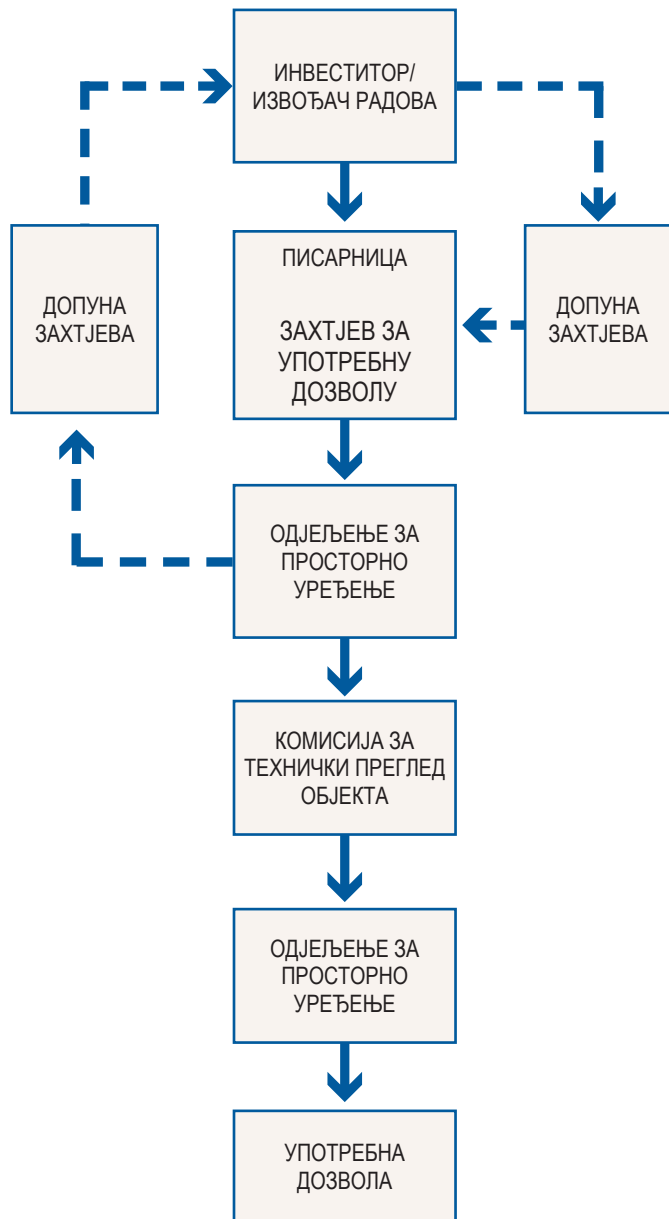 ИНВЕСТИТОР/
ИЗВОЂАЧ РАДОВА
ПИСАРНИЦА
ЗАХТЈЕВ ЗА
УПОТРЕБНУ
ДОЗВОЛУ
ДОПУНА
ЗАХТЈЕВА
ДОПУНА
ЗАХТЈЕВА
ОДЈЕЉЕЊЕ ЗА
ПРОСТОРНО
УРЕЂЕЊЕ
КОМИСИЈА ЗА
ТЕХНИЧКИ ПРЕГЛЕД
ОБЈЕКТА
ОДЈЕЉЕЊЕ ЗА
ПРОСТОРНО
УРЕЂЕЊЕ
УПОТРЕБНА
ДОЗВОЛА